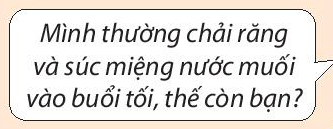 Mình thường chải răng
và súc miệng nước muối
vào buổi tối, thế còn bạn?